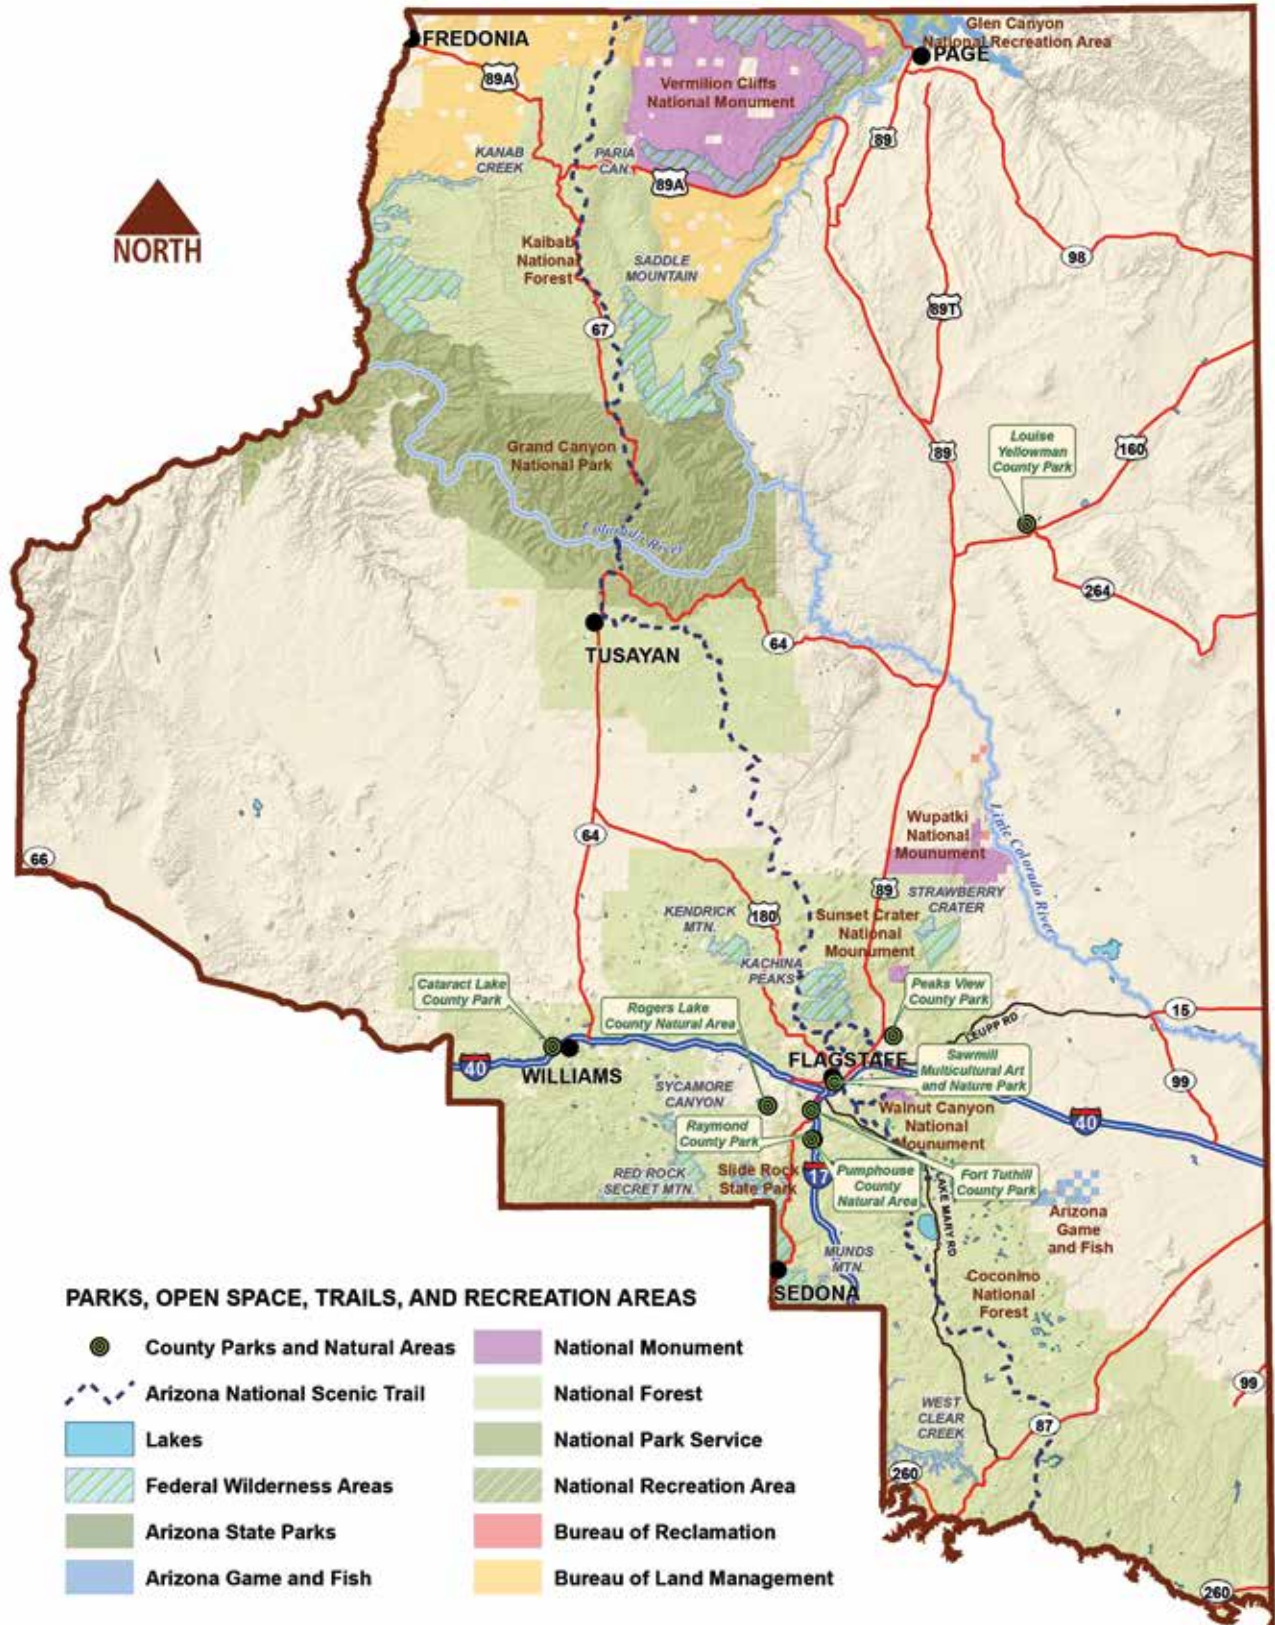 Glen Canyon
National Recreation Area
FREDONIA
PAGE
89A
Vermilion Cliffs
National Monument
89
KANAB
CREEK
PARIA
CAN.
89A
NORTH
Kaibab
National
Forest
SADDLE
MOUNTAIN
98
89T
67
Louise
Yellowman
County Park
89
160
Grand Canyon
National Park
Colorado River
264
64
TUSAYAN
Wupatki
National
Mounument
Little Colorado River
64
66
89
STRAWBERRY
CRATER
KENDRICK
MTN.
180
Sunset Crater
National
Mounument
KACHINA
PEAKS
Cataract Lake
County Park
Peaks View
County Park
Rogers Lake
County Natural Area
15
LEUPP RD
FLAGSTAFF
Sawmill
Multicultural Art
and Nature Park
40
WILLIAMS
99
SYCAMORE
CANYON
Walnut Canyon
National
Mounument
40
Raymond
County Park
RED ROCK
SECRET MTN.
Slide Rock
State Park
17
Pumphouse
County
Natural Area
Fort Tuthill
County Park
LAKE MARY RD
Arizona
Game
and Fish
MUNDS
MTN.
SEDONA
Coconino
National
Forest
99
WEST
CLEAR
CREEK
87
260
260
PARKS, OPEN SPACE, TRAILS, AND RECREATION AREAS
County Parks and Natural Areas
Arizona National Scenic Trail
Lakes
Federal Wilderness Areas
Arizona State Parks
Arizona Game and Fish
National Monument
National Forest
National Park Service
National Recreation Area
Bureau of Reclamation
Bureau of Land Management